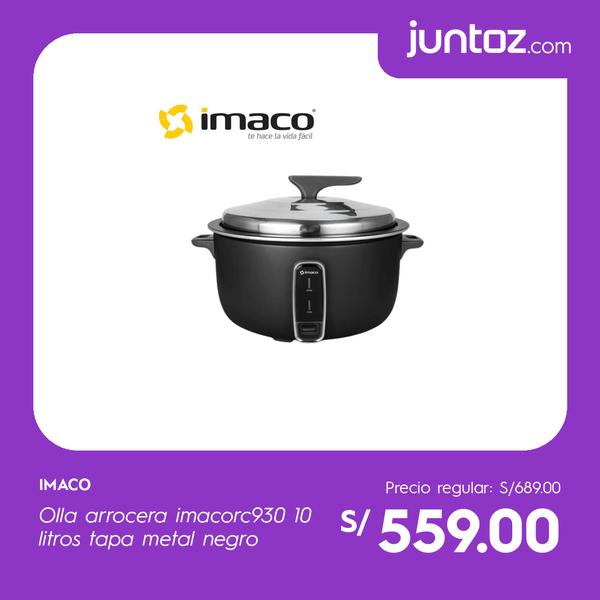 juntoz.com
imaco®
te hace la vida fácil
imaco
IMACO
Precio regular: S/689.00
Olla arrocera imacorc930 10
litros tapa metal negro
S/ 559.00